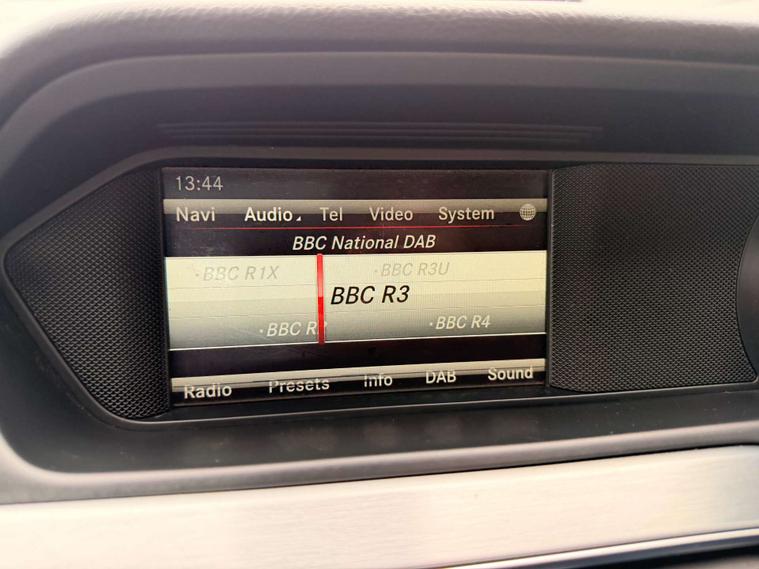 13:44
Navi Audio Tel Video System
BBC National DAB
·BBC R1X ·BBC R3U
BBC R3
·BBC ·BBC R4
Radio Presets Info DAB Sound